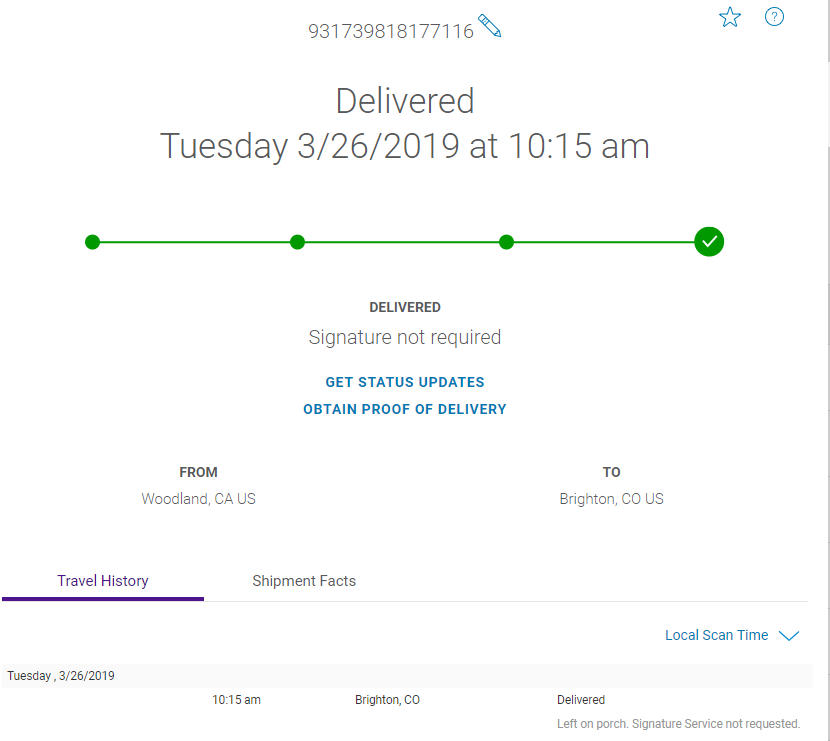 931739818177116
?
Delivered
Tuesday 3/26/2019 at 10:15 am
DELIVERED
Signature not required
GET STATUS UPDATES
OBTAIN PROOF OF DELIVERY
FROM
Woodland, CA US
TO
Brighton, CO US
Travel History Shipment Facts
Local Scan Time
Tuesday , 3/26/2019
10:15 am Brighton, CO Delivered
Left on porch. Signature Service not requested.